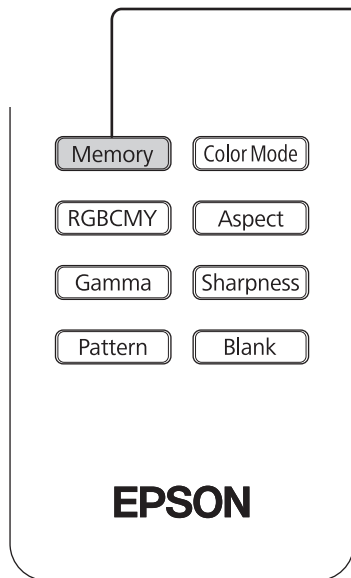 Memory Color Mode
RGBCMY Aspect
Gamma Sharpness
Pattern Blank
EPSON